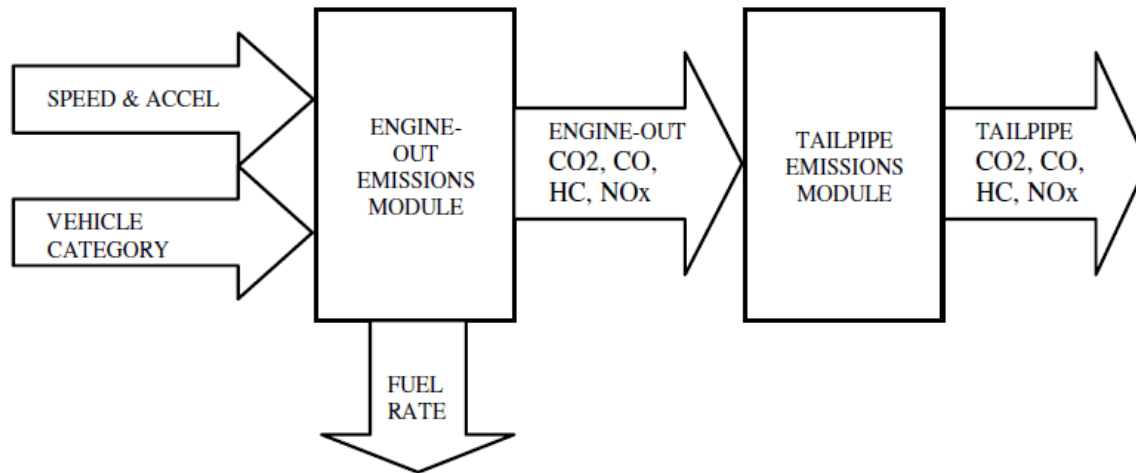 SPEED & ACCEL
VEHICLE
CATEGORY
ENGINE-
OUT
EMISSIONS
MODULE
FUEL
RATE
ENGINE-OUT
CO2, CO,
HC, NOx
TAILPIPE
EMISSIONS
MODULE
TAILPIPE
CO2, CO,
HC, NOx